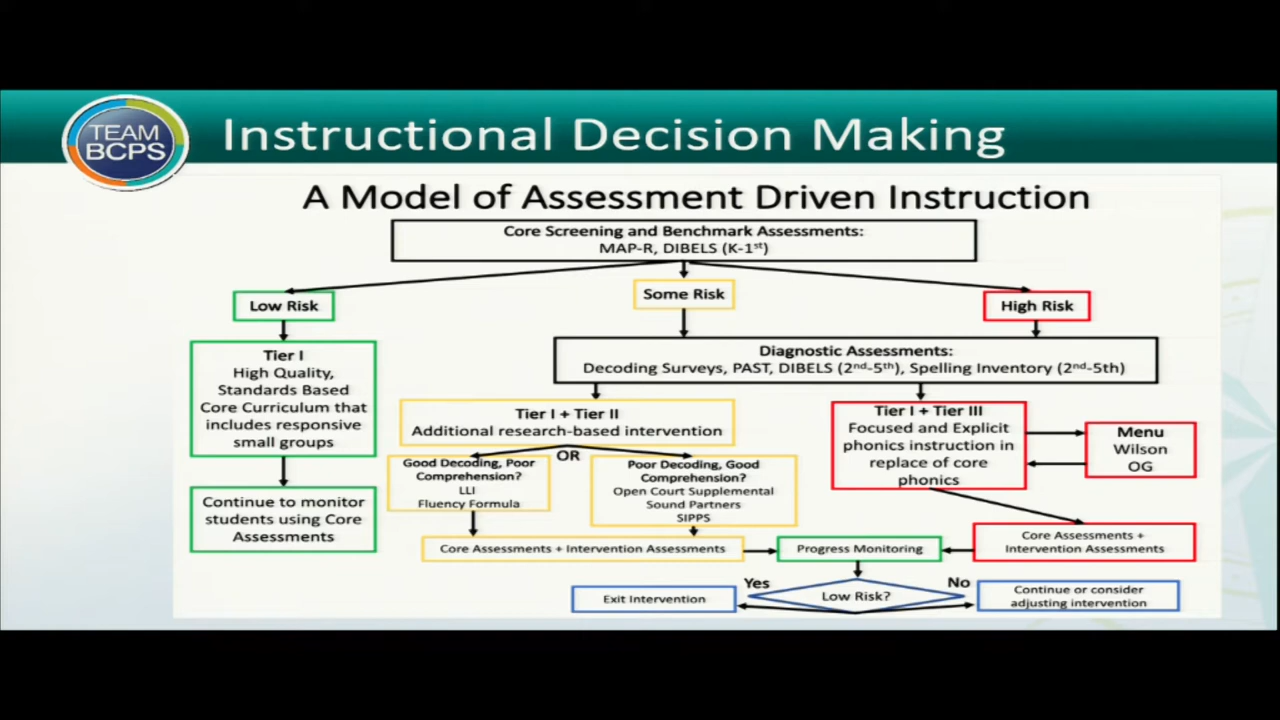 TEAM
BCPS
Instructional Decision Making
A Model of Assessment Driven Instruction
Core Screening and Benchmark Assessments:
MAP-R, DIBELS (K-1st)
Low Risk
Some Risk
High Risk
Tier I
High Quality,
Standards Based
Core Curriculum that
includes responsive
small groups
Continue to monitor
students using Core
Assessments
Diagnostic Assessments:
Decoding Surveys, PAST, DIBELS (2nd-5th), Spelling Inventory (2nd-5th)
Tier I + Tier II
Additional research-based intervention
OR
Good Decoding, Poor
Comprehension?
LLI
Fluency Formula
Poor Decoding, Good
Comprehension?
Open Court Supplemental
Sound Partners
SIPPS
Tier I + Tier III
Focused and Explicit
phonics instruction in
replace of core
phonics
Menu
Wilson
OG
Core Assessments + Intervention Assessments
Progress Monitoring
Core Assessments +
Intervention Assessments
Yes
No
Low Risk?
Exit Intervention
Continue or consider
adjusting intervention